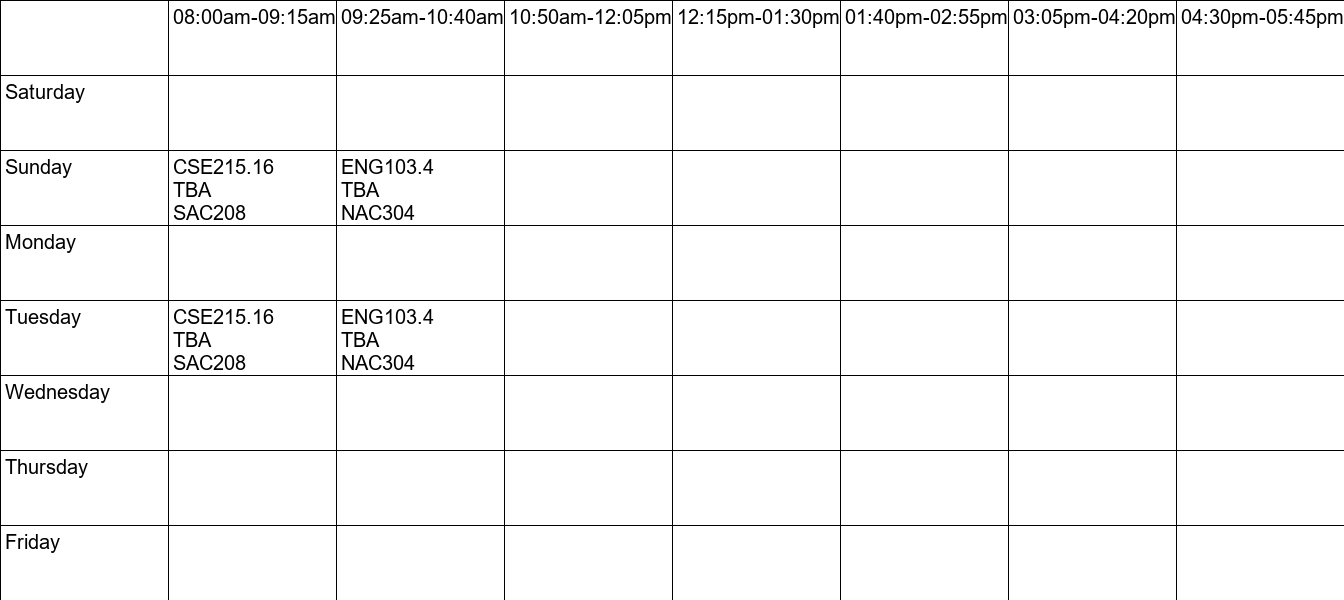 08:00am-09:15am 09:25am-10:40am 10:50am-12:05pm 12:15pm-01:30pm 01:40pm-02:55pm 03:05pm-04:20pm 04:30pm-05:45pm
Saturday
Sunday CSE215.16 ENG103.4
TBA TBA
SAC208 NAC304
Monday
Tuesday CSE215.16 ENG103.4
TBA TBA
SAC208 NAC304
Wednesday
Thursday
Friday